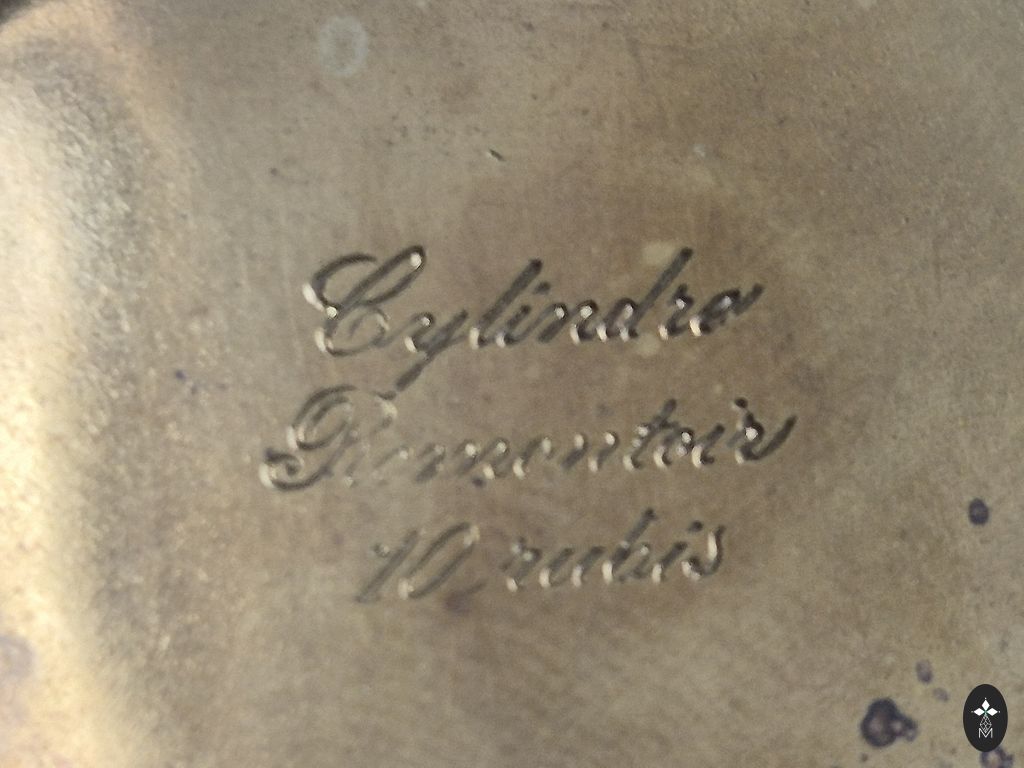 Cylindre
Remontoir
10 rubis
M